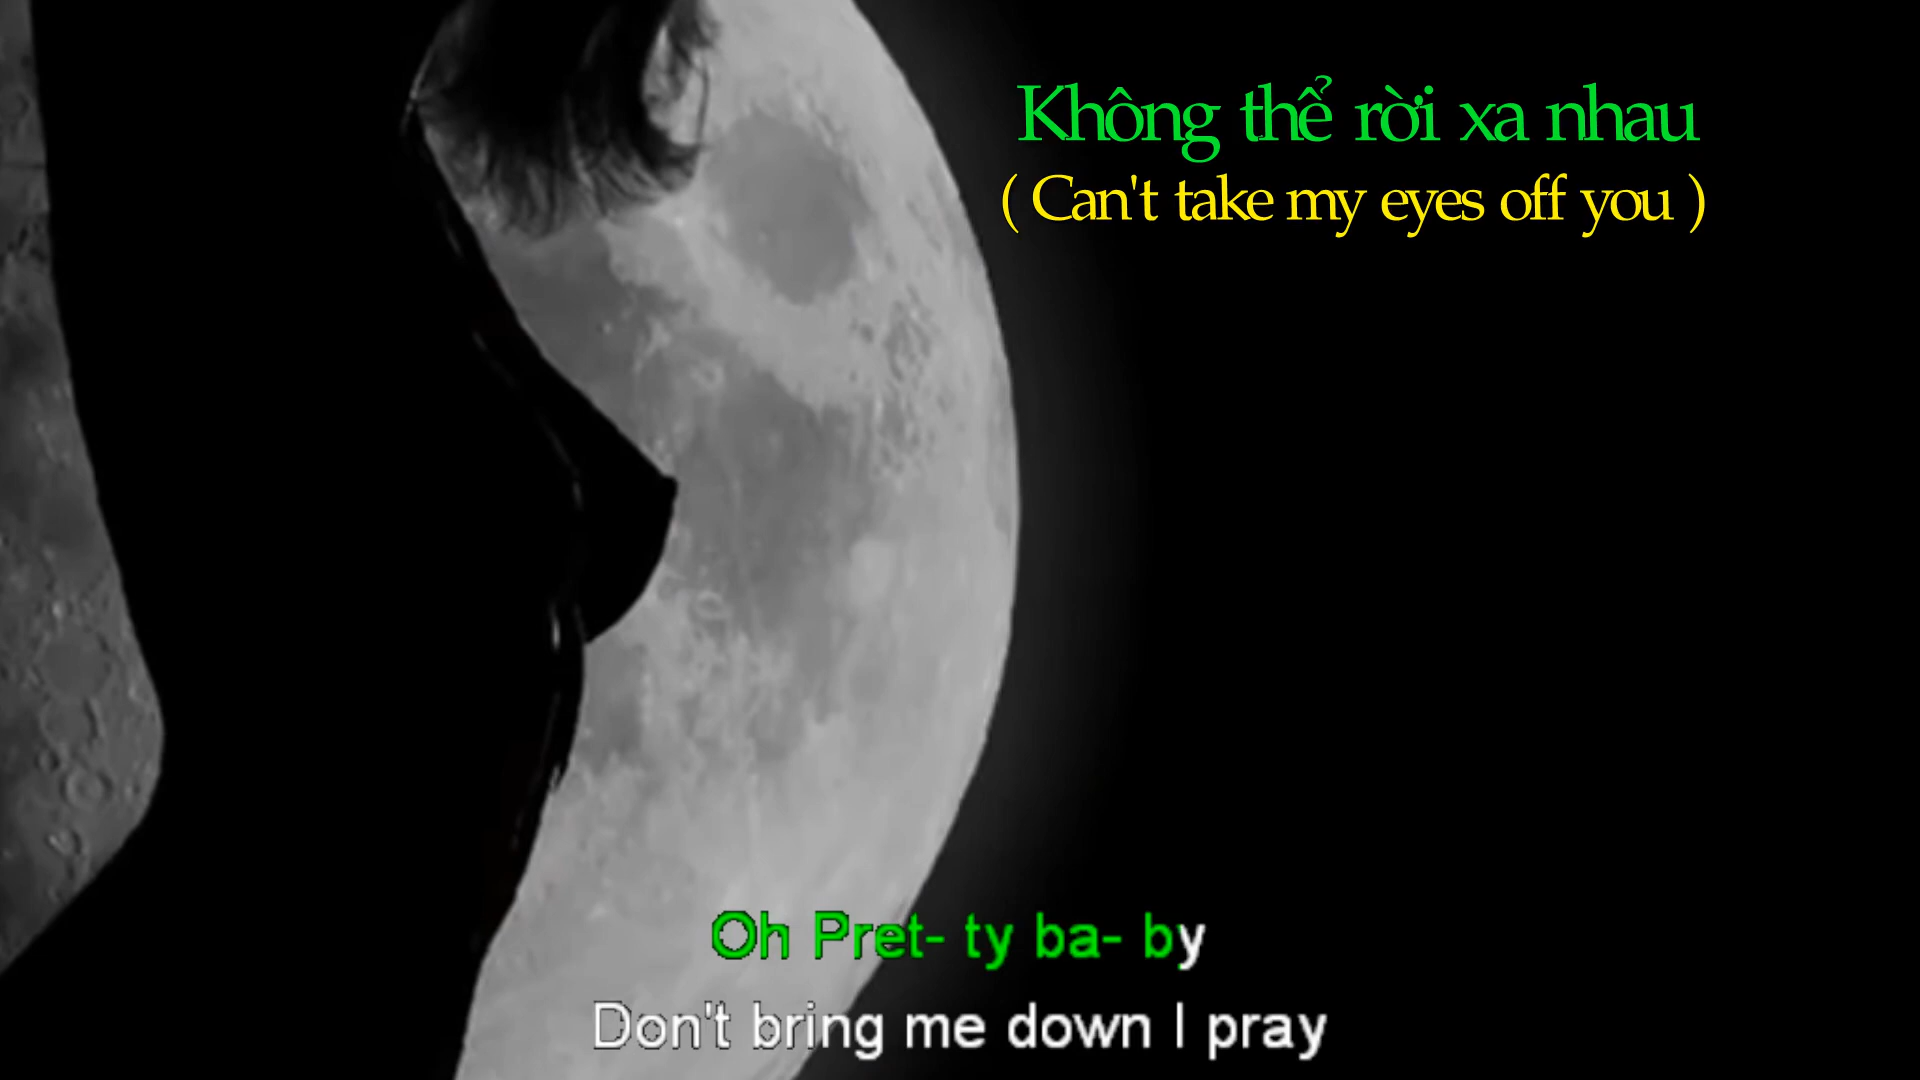 Không thể rời xa nhau
( Can't take my eyes off you )
Oh Pret- ty ba- by
Don't bring me down I pray